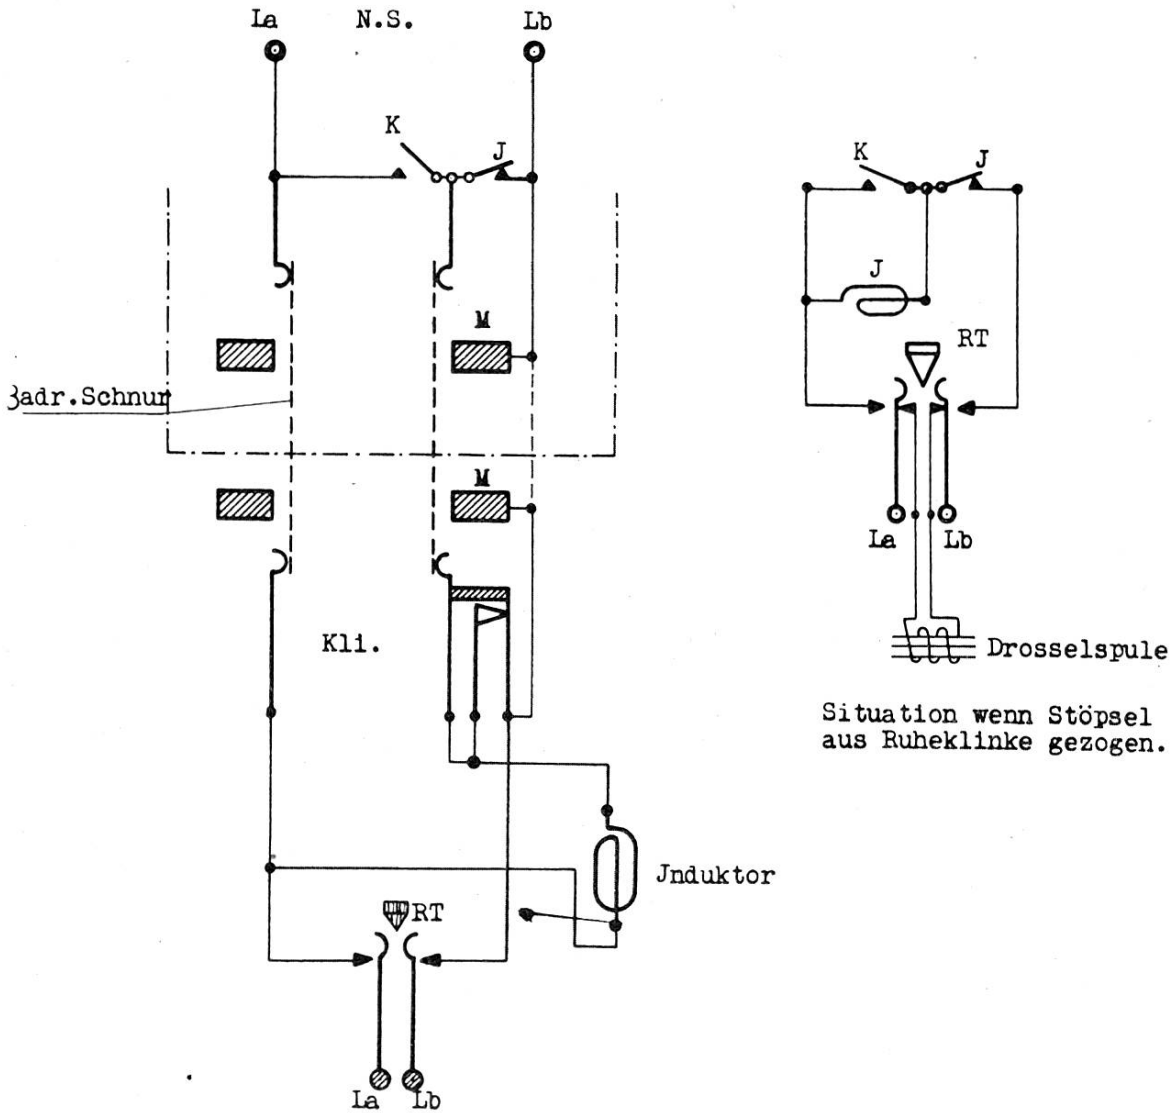 La N.S. Lb
K J
M
3adr.Schnur
M
Kli.
Jnduktor
RT
La Lb
K J
J
RT
La Lb
Drosselspule
Situation wenn Stöpsel
aus Ruheklinke gezogen.